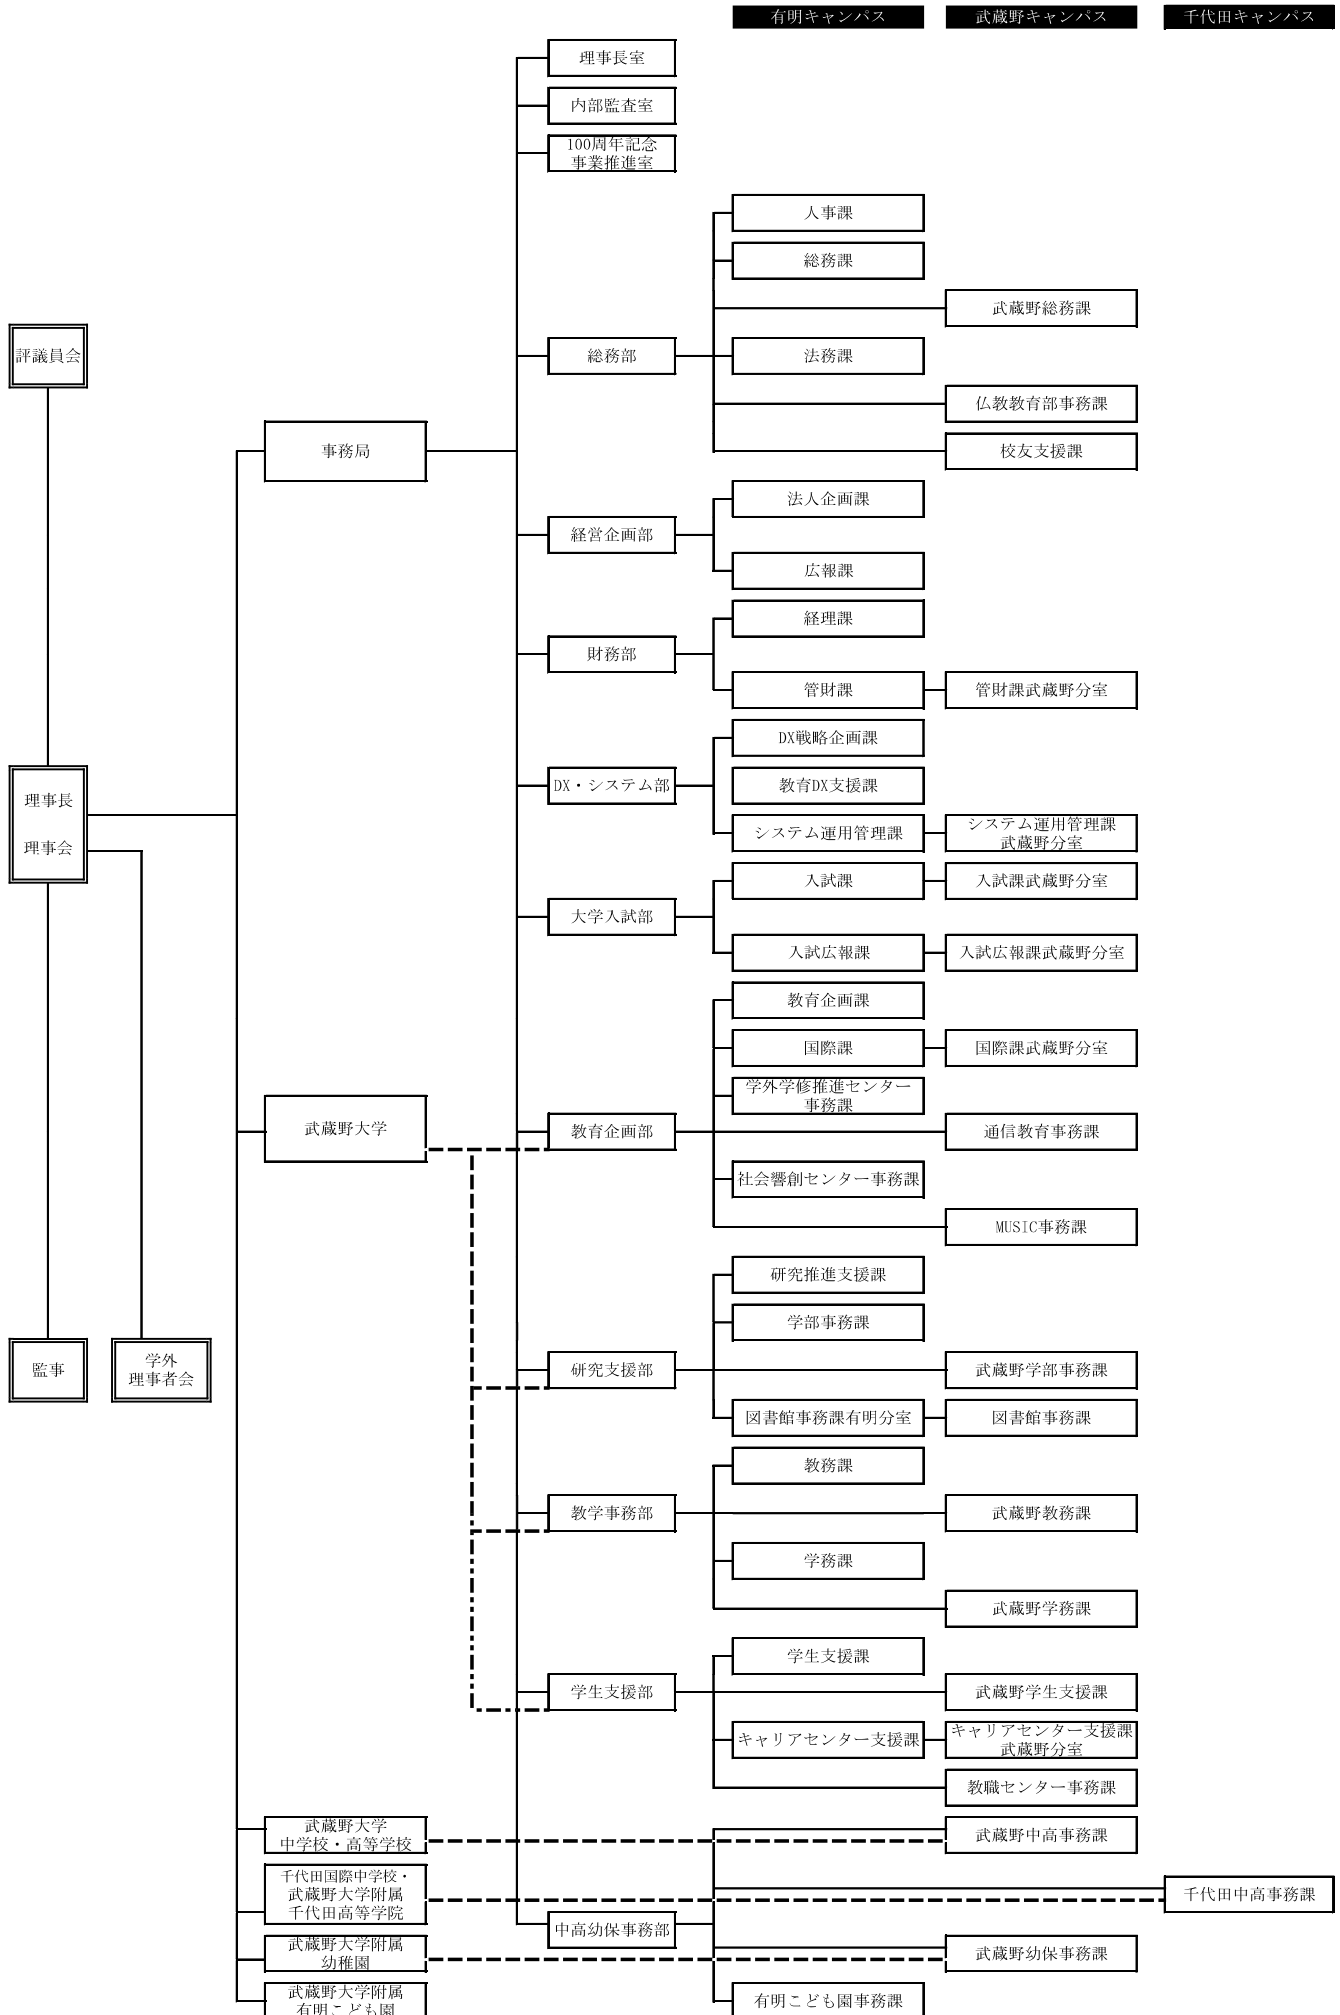 有明キャンパス
武蔵野キャンパス
千代田キャンパス
理事長室
内部監査室
100周年記念
事業推進室
人事課
総務課
武蔵野総務課
評議員会
総務部
法務課
仏教教育部事務課
事務局
校友支援課
法人企画課
経営企画部
広報課
経理課
財務部
管財課
管財課武蔵野分室
DX戦略企画課
DX・システム部
教育DX支援課
理事長
理事会
システム運用管理課
システム運用管理課
武蔵野分室
入試課
入試課武蔵野分室
大学入試部
入試広報課
入試広報課武蔵野分室
教育企画課
国際課
国際課武蔵野分室
学外学修推進センター
事務課
武蔵野大学
教育企画部
通信教育事務課
社会響創センター事務課
MUSIC事務課
研究推進支援課
学部事務課
監事
学外
理事者会
研究支援部
武蔵野学部事務課
図書館事務課有明分室
図書館事務課
教務課
教学事務部
武蔵野教務課
学務課
武蔵野学務課
学生支援課
学生支援部
武蔵野学生支援課
キャリアセンター支援課
キャリアセンター支援課
武蔵野分室
教職センター事務課
武蔵野大学
中学校・高等学校
武蔵野中高事務課
千代田国際中学校・
武蔵野大学附属
千代田高等学院
千代田中高事務課
中高幼保事務部
武蔵野大学附属
幼稚園
武蔵野幼保事務課
武蔵野大学附属
有明こども園
有明こども園事務課